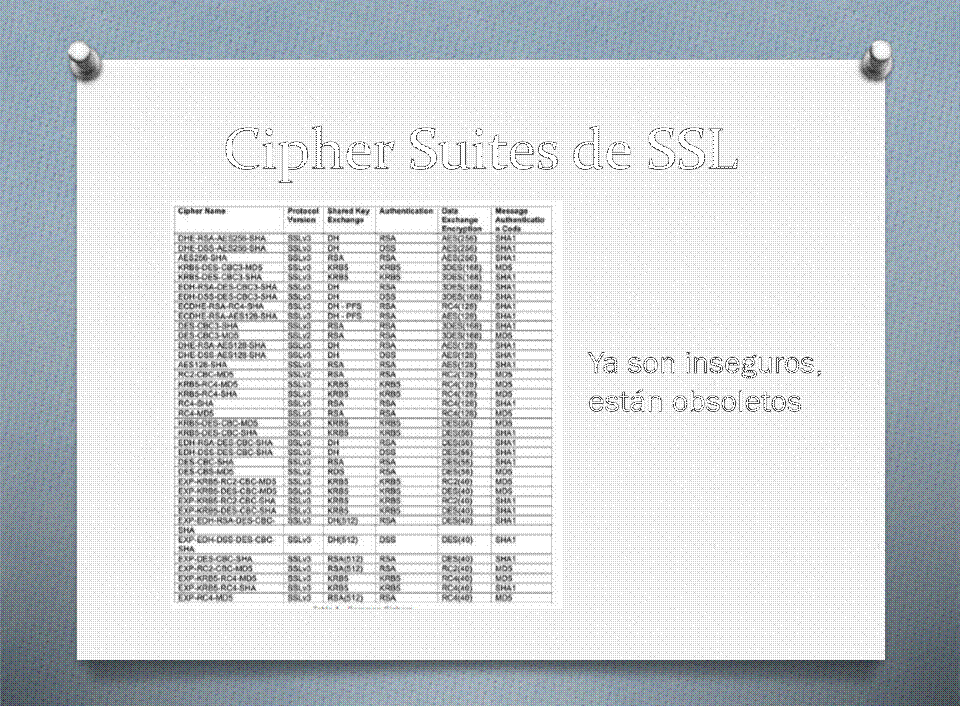 Cipher Suites de SSL
Cipher Name Protocol Version Shared Key Exchange Authentication Data Exchange Encryption Message Authenticatio n Code
DHE-RSA-AES256-SHA SSLv3 DH RSA AES(256) SHA1
DHE-DSS-AES256-SHA SSLv3 DH DSS AES(256) SHA1
AES256-SHA SSLv3 RSA RSA AES(256) SHA1
KRB5-DES-CBC3-MD5 SSLv3 KRB5 KRB5 3DES(168) MD5
KRB5-DES-CBC3-SHA SSLv3 KRB5 KRB5 3DES(168) SHA1
EDH-RSA-DES-CBC3-SHA SSLv3 DH RSA 3DES(168) SHA1
EDH-DSS-DES-CBC3-SHA SSLv3 DH DSS 3DES(168) SHA1
ECDHE-RSA-RC4-SHA SSLv3 DH - PFS RSA RC4(128) SHA1
ECDHE-RSA-AES128-SHA SSLv3 DH - PFS RSA AES(128) SHA1
DES-CBC3-SHA SSLv3 RSA RSA 3DES(168) SHA1
DES-CBC3-MD5 SSLv2 RSA RSA 3DES(168) MD5
DHE-RSA-AES128-SHA SSLv3 DH RSA AES(128) SHA1
DHE-DSS-AES128-SHA SSLv3 DH DSS AES(128) SHA1
AES128-SHA SSLv3 RSA RSA AES(128) SHA1
RC2-CBC-MD5 SSLv2 RSA RSA RC2(128) MD5
KRB5-RC4-MD5 SSLv3 KRB5 KRB5 RC4(128) MD5
KRB5-RC4-SHA SSLv3 KRB5 KRB5 RC4(128) SHA1
RC4-SHA SSLv3 RSA RSA RC4(128) SHA1
RC4-MD5 SSLv3 RSA RSA RC4(128) MD5
KRB5-DES-CBC-MD5 SSLv3 KRB5 KRB5 DES(56) MD5
KRB5-DES-CBC-SHA SSLv3 KRB5 KRB5 DES(56) SHA1
EDH-RSA-DES-CBC-SHA SSLv3 DH RSA DES(56) SHA1
EDH-DSS-DES-CBC-SHA SSLv3 DH DSS DES(56) SHA1
DES-CBC-SHA SSLv3 RSA RSA DES(56) SHA1
DES-CBS-MD5 SSLv2 RDS RSA DES(56) MD5
EXP-KRB5-RC2-CBC-MD5 SSLv3 KRB5 KRB5 RC2(40) MD5
EXP-KRB5-DES-CBC-MD5 SSLv3 KRB5 KRB5 DES(40) MD5
EXP-KRB5-RC2-CBC-SHA SSLv3 KRB5 KRB5 RC2(40) SHA1
EXP-KRB5-DES-CBC-SHA SSLv3 KRB5 KRB5 DES(40) SHA1
EXP-EDH-RSA-DES-CBC- SSLv3 DH(512) RSA DES(40) SHA1
SHA
EXP-EDH-DSS-DES-CBC- SSLv3 DH(512) DSS DES(40) SHA1
SHA
EXP-DES-CBC-SHA SSLv3 RSA(512) RSA DES(40) SHA1
EXP-RC2-CBC-MD5 SSLv3 RSA(512) RSA RC2(40) MD5
EXP-KRB5-RC4-MD5 SSLv3 KRB5 KRB5 RC4(40) MD5
EXP-KRB5-RC4-SHA SSLv3 KRB5 KRB5 RC4(40) SHA1
EXP-RC4-MD5 SSLv3 RSA(512) RSA RC4(40) MD5
Ya son inseguros,
están obsoletos